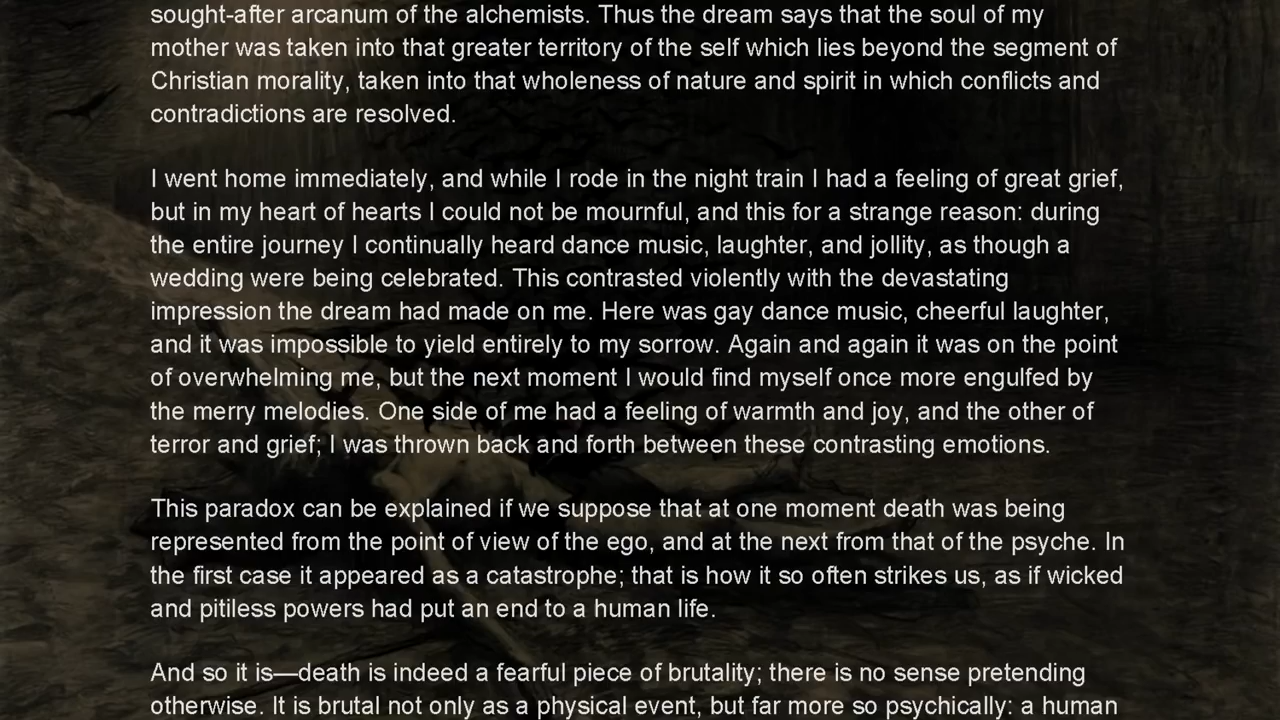 sought-after arcanum of the alchemists. Thus the dream says that the soul of my
mother was taken into that greater territory of the self which lies beyond the segment of
Christian morality, taken into that wholeness of nature and spirit in which conflicts and
contradictions are resolved.
I went home immediately, and while I rode in the night train I had a feeling of great grief,
but in my heart of hearts I could not be mournful, and this for a strange reason: during
the entire journey I continually heard dance music, laughter, and jollity, as though a
wedding were being celebrated. This contrasted violently with the devastating
impression the dream had made on me. Here was gay dance music, cheerful laughter,
and it was impossible to yield entirely to my sorrow. Again and again it was on the point
of overwhelming me, but the next moment I would find myself once more engulfed by
the merry melodies. One side of me had a feeling of warmth and joy, and the other of
terror and grief; I was thrown back and forth between these contrasting emotions.
This paradox can be explained if we suppose that at one moment death was being
represented from the point of view of the ego, and at the next from that of the psyche. In
the first case it appeared as a catastrophe; that is how it so often strikes us, as if wicked
and pitiless powers had put an end to a human life.
And so it is—death is indeed a fearful piece of brutality; there is no sense pretending
otherwise. It is brutal not only as a physical event, but far more so psychically: a human